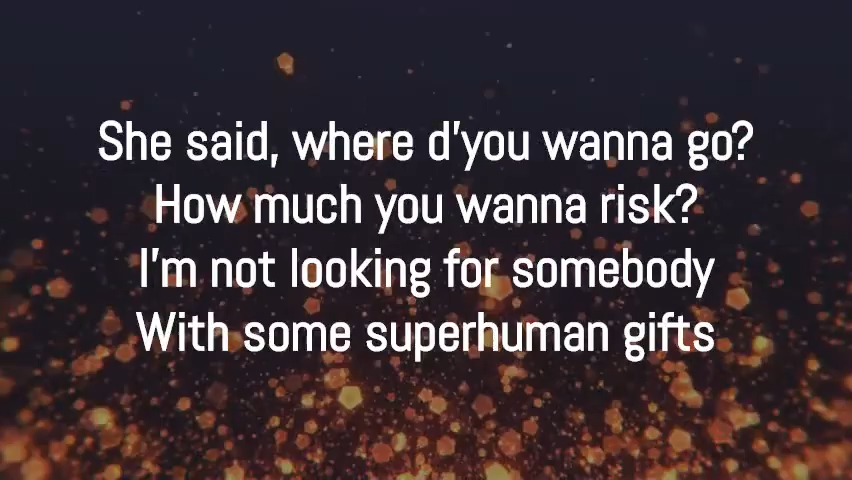 She said, where d'you wanna go?
How much you wanna risk?
I'm not looking for somebody
With some superhuman gifts